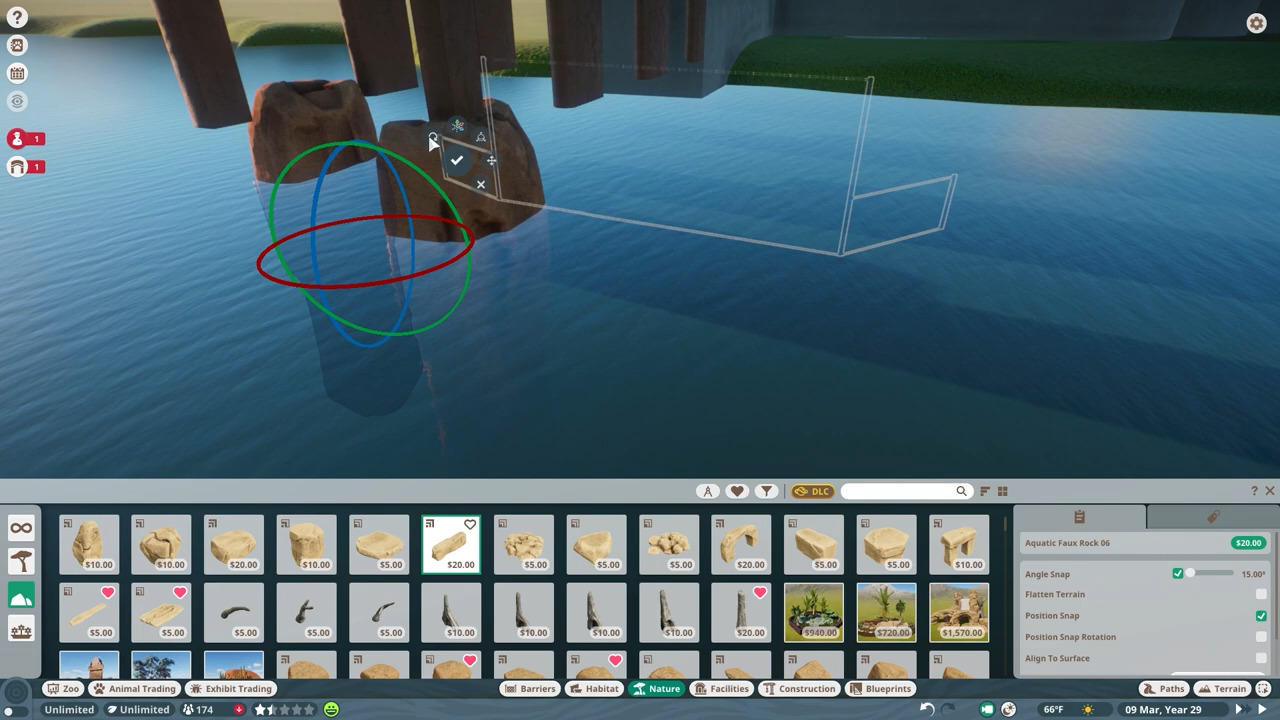 ?
1
1
DLC
? ✕
$10.00 $10.00 $20.00 $10.00 $5.00 $20.00 $5.00 $5.00 $5.00 $20.00 $5.00 $5.00 $10.00
Aquatic Faux Rock 06 $20.00
Angle Snap 15.00°
Flatten Terrain
Position Snap
Position Snap Rotation
Align To Surface
$5.00 $5.00 $5.00 $5.00 $5.00 $10.00 $10.00 $10.00 $10.00 $20.00 $940.00 $720.00 $1,570.00
Zoo Animal Trading Exhibit Trading Barriers Habitat Nature Facilities Construction Blueprints Paths Terrain
Unlimited Unlimited 174 66°F 09 Mar, Year 29